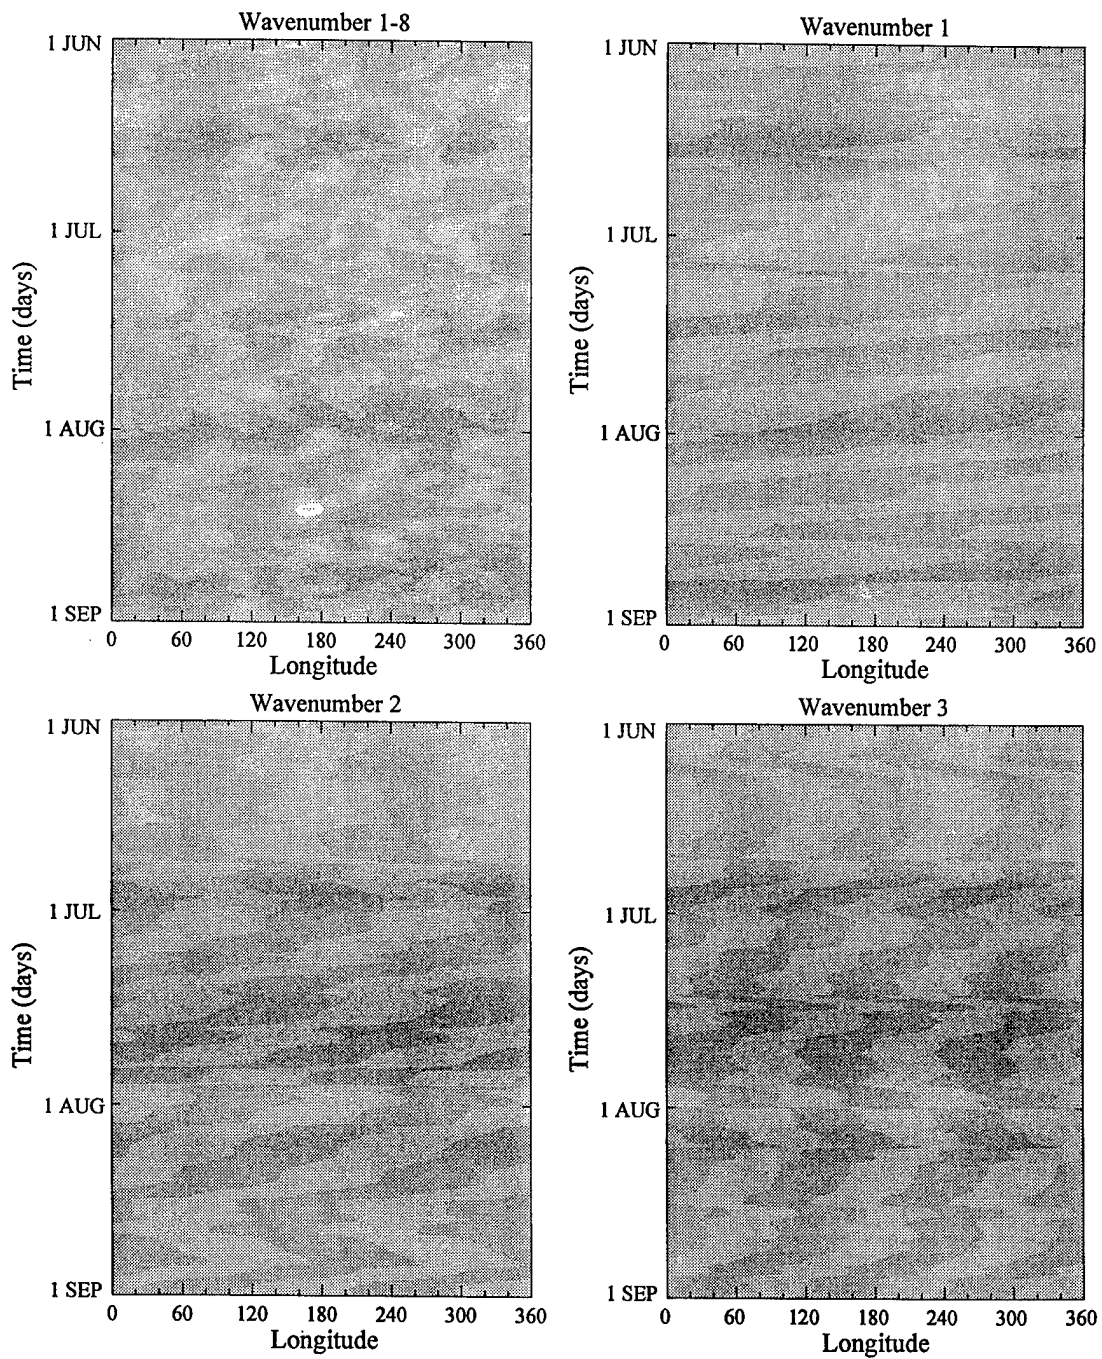 Wavenumber 1-8
1 JUN
1 JUL
1 AUG
1 SEP
Time (days)
0 60 120 180 240 300 360
Longitude
Wavenumber 1
1 JUN
1 JUL
1 AUG
1 SEP
Time (days)
0 60 120 180 240 300 360
Longitude
Wavenumber 2
1 JUN
1 JUL
1 AUG
1 SEP
Time (days)
0 60 120 180 240 300 360
Longitude
Wavenumber 3
1 JUN
1 JUL
1 AUG
1 SEP
Time (days)
0 60 120 180 240 300 360
Longitude